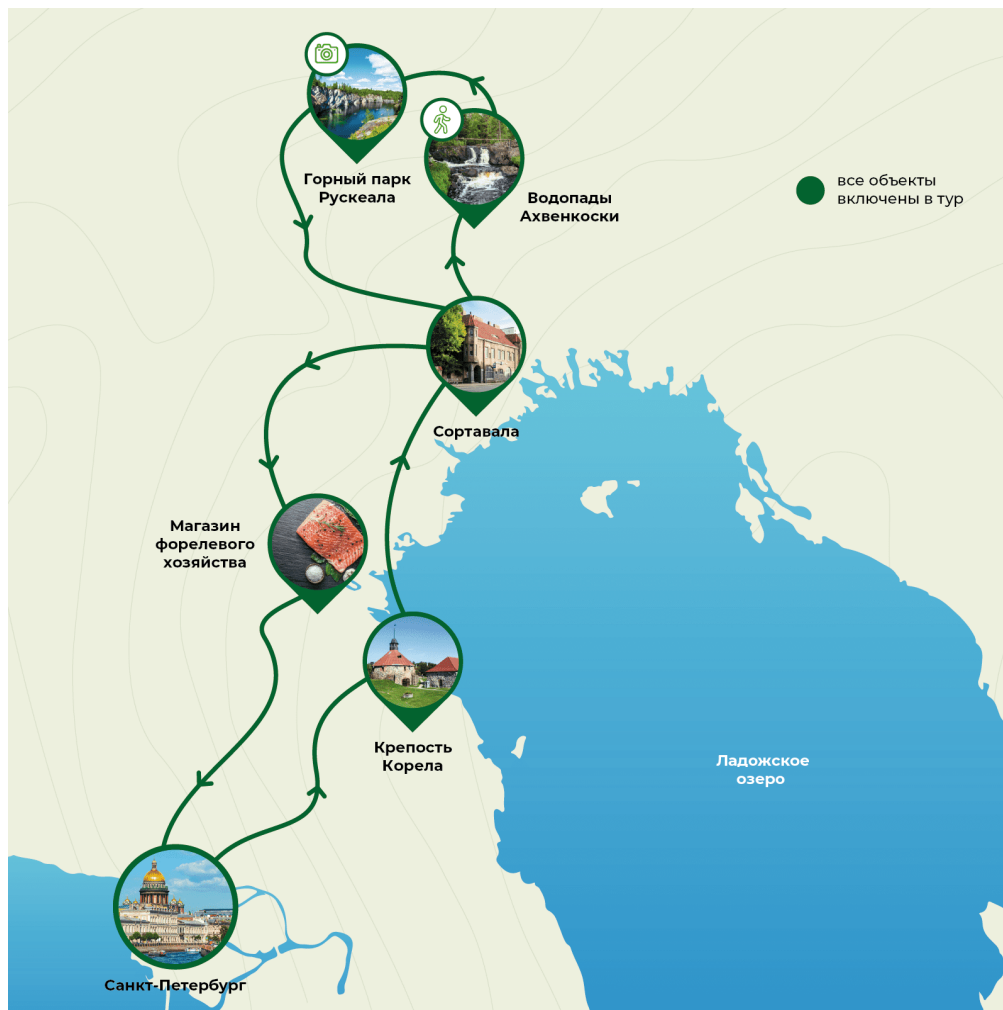 Горный парк
Рускеала
Водопады
Ахвенкоски
все объекты
включены в тур
Сортавала
Магазин
форелевого
хозяйства
Крепость
Корела
Ладожское
озеро
Санкт-Петербург